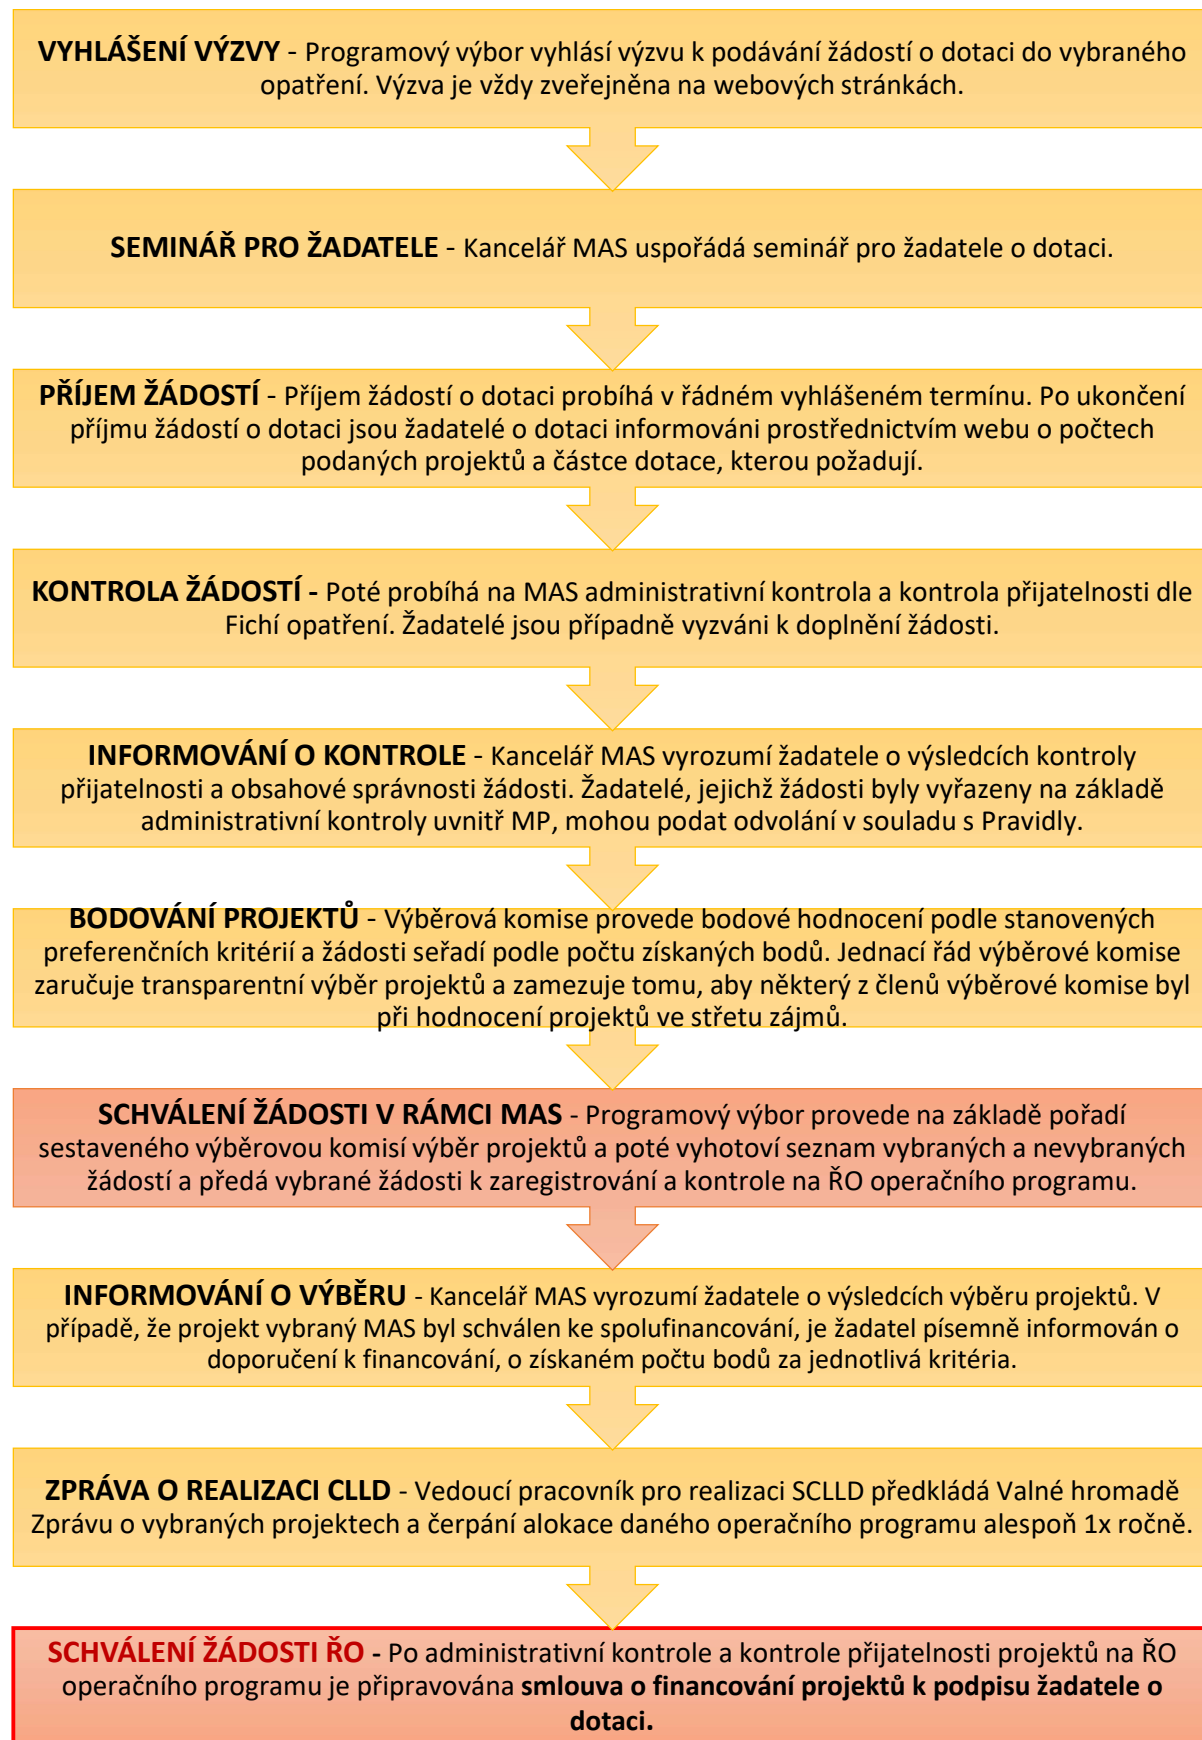 VYHLÁŠENÍ VÝZVY - Programový výbor vyhlásí výzvu k podávání žádostí o dotaci do vybraného
opatření. Výzva je vždy zveřejněna na webových stránkách.
SEMINÁŘ PRO ŽADATELE - Kancelář MAS uspořádá seminář pro žadatele o dotaci.
PŘÍJEM ŽÁDOSTÍ - Příjem žádostí o dotaci probíhá v řádném vyhlášeném termínu. Po ukončení
příjmu žádostí o dotaci jsou žadatelé o dotaci informováni prostřednictvím webu o počtech
podaných projektů a částce dotace, kterou požadují.
KONTROLA ŽÁDOSTÍ - Poté probíhá na MAS administrativní kontrola a kontrola přijatelnosti dle
Fichí opatření. Žadatelé jsou případně vyzváni k doplnění žádosti.
INFORMOVÁNÍ O KONTROLE - Kancelář MAS vyrozumí žadatele o výsledcích kontroly
přijatelnosti a obsahové správnosti žádosti. Žadatelé, jejichž žádosti byly vyřazeny na základě
administrativní kontroly uvnitř MP, mohou podat odvolání v souladu s Pravidly.
BODOVÁNÍ PROJEKTŮ - Výběrová komise provede bodové hodnocení podle stanovených
preferenčních kritérií a žádosti seřadí podle počtu získaných bodů. Jednací řád výběrové komise
zaručuje transparentní výběr projektů a zamezuje tomu, aby některý z členů výběrové komise byl
při hodnocení projektů ve střetu zájmů.
SCHVÁLENÍ ŽÁDOSTI V RÁMCI MAS - Programový výbor provede na základě pořadí
sestaveného výběrovou komisí výběr projektů a poté vyhotoví seznam vybraných a nevybraných
žádostí a předá vybrané žádosti k zaregistrování a kontrole na ŘO operačního programu.
INFORMOVÁNÍ O VÝBĚRU - Kancelář MAS vyrozumí žadatele o výsledcích výběru projektů. V
případě, že projekt vybraný MAS byl schválen ke spolufinancování, je žadatel písemně informován o
doporučení k financování, o získaném počtu bodů za jednotlivá kritéria.
ZPRÁVA O REALIZACI CLLD - Vedoucí pracovník pro realizaci SCLLD předkládá Valné hromadě
Zprávu o vybraných projektech a čerpání alokace daného operačního programu alespoň 1x ročně.
SCHVÁLENÍ ŽÁDOSTI ŘO - Po administrativní kontrole a kontrole přijatelnosti projektů na ŘO
operačního programu je připravována smlouva o financování projektů k podpisu žadatele o
dotaci.